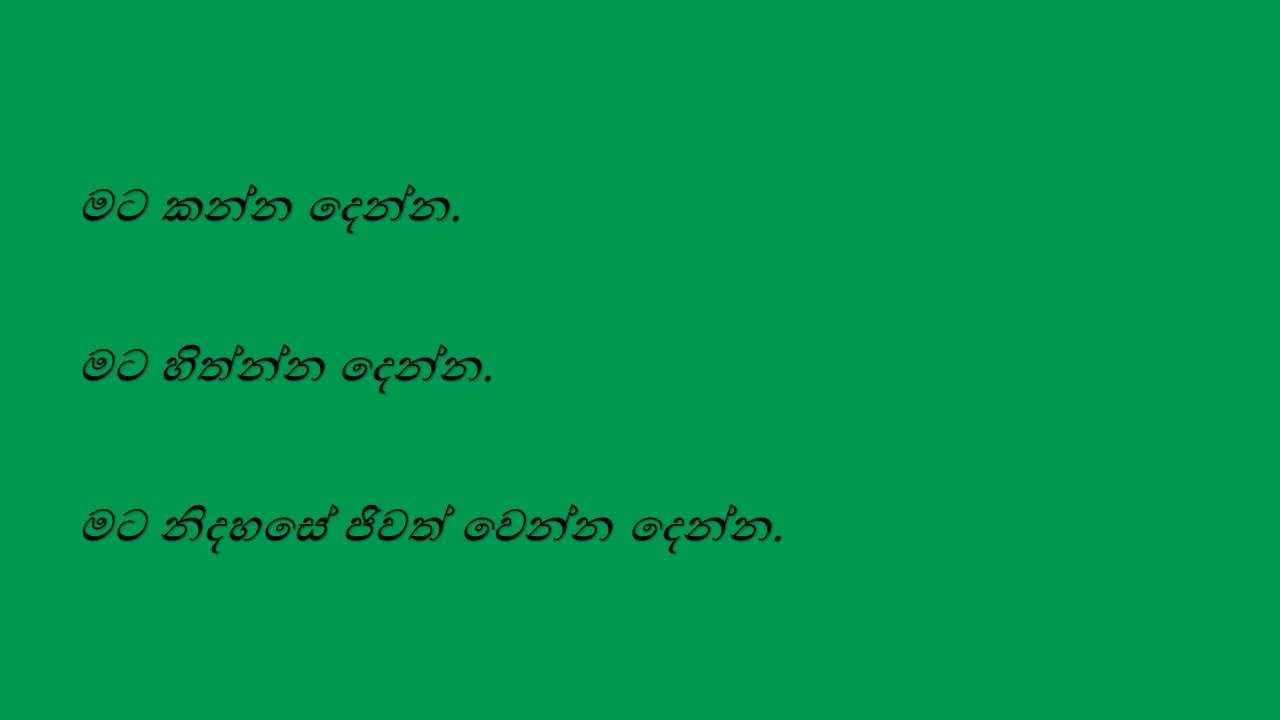 මට කන්න දෙන්න.
මට හිත්න්න දෙන්න.
මට නිදහසේ ජිවත් වෙන්න දෙන්න.